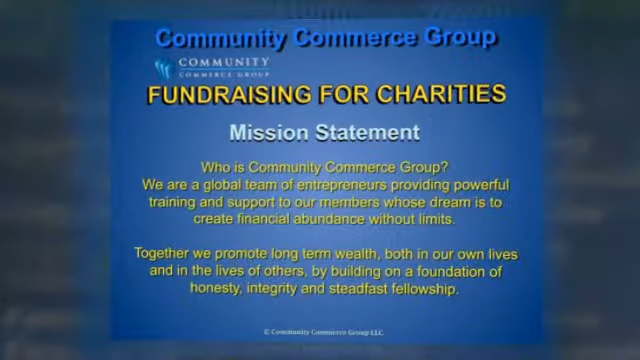 Community Commerce Group
COMMUNITY
COMMERCE GROUP
FUNDRAISING FOR CHARITIES
Mission Statement
Who is Community Commerce Group?
We are a global team of entrepreneurs providing powerful
training and support to our members whose dream is to
create financial abundance without limits.
Together we promote long term wealth, both in our own lives
and in the lives of others, by building on a foundation of
honesty, integrity and steadfast fellowship.
© Community Commerce Group LLC